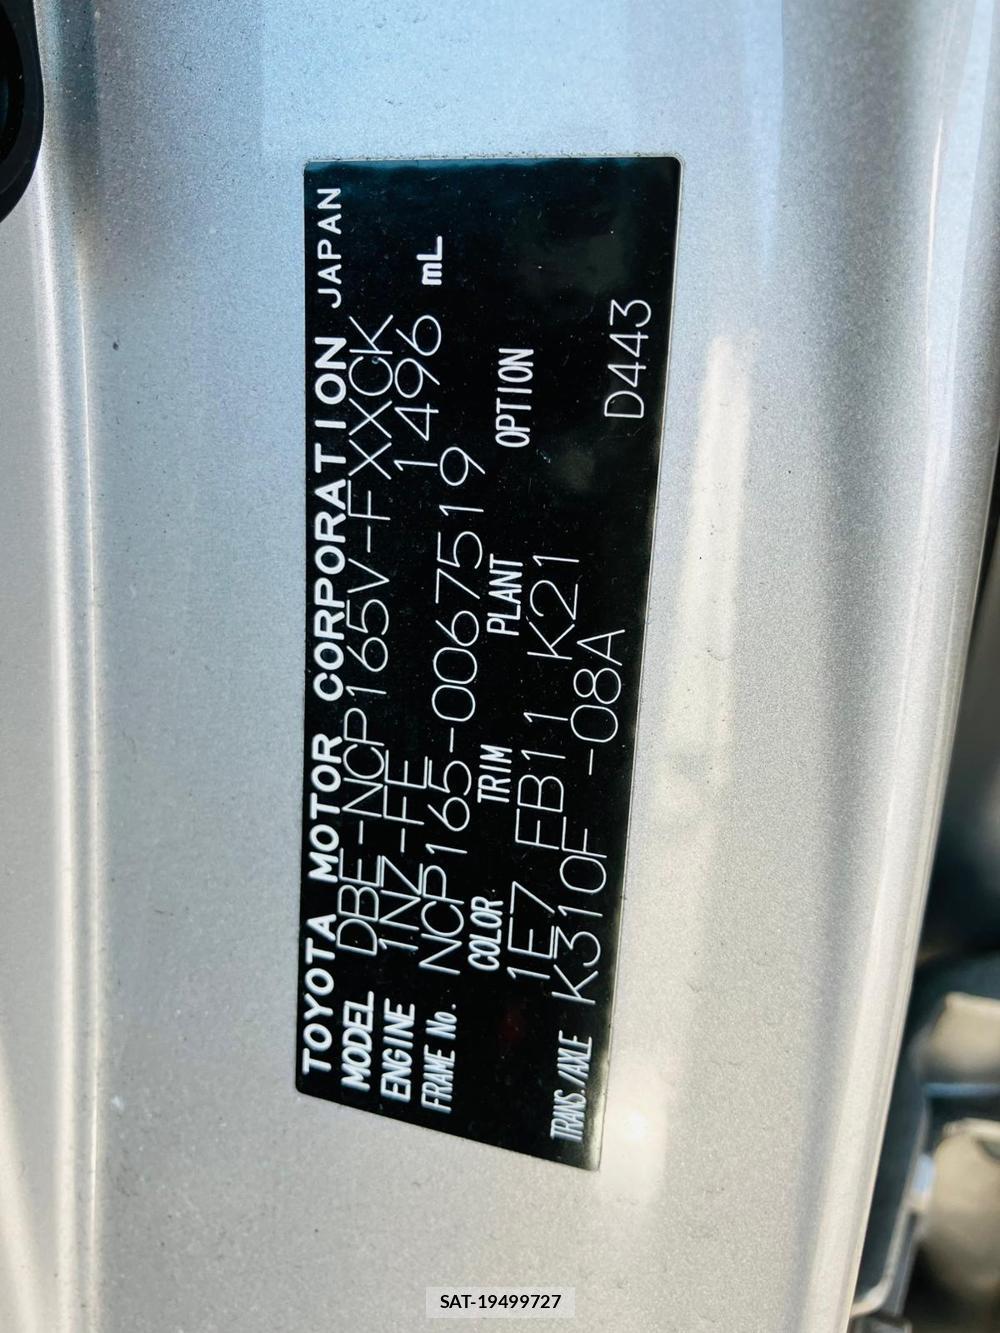 TOYOTA MOTOR CORPORATION JAPAN
MODEL DBE-NCP165V-FXXCK
ENGINE 1NZ-FE 1496 mL
FRAME No. NCP165-0067519
COLOR TRIM PLANT OPTION
1E7 FB11 K21
TRANS./AXLE K310F -08A D443
SAT-19499727